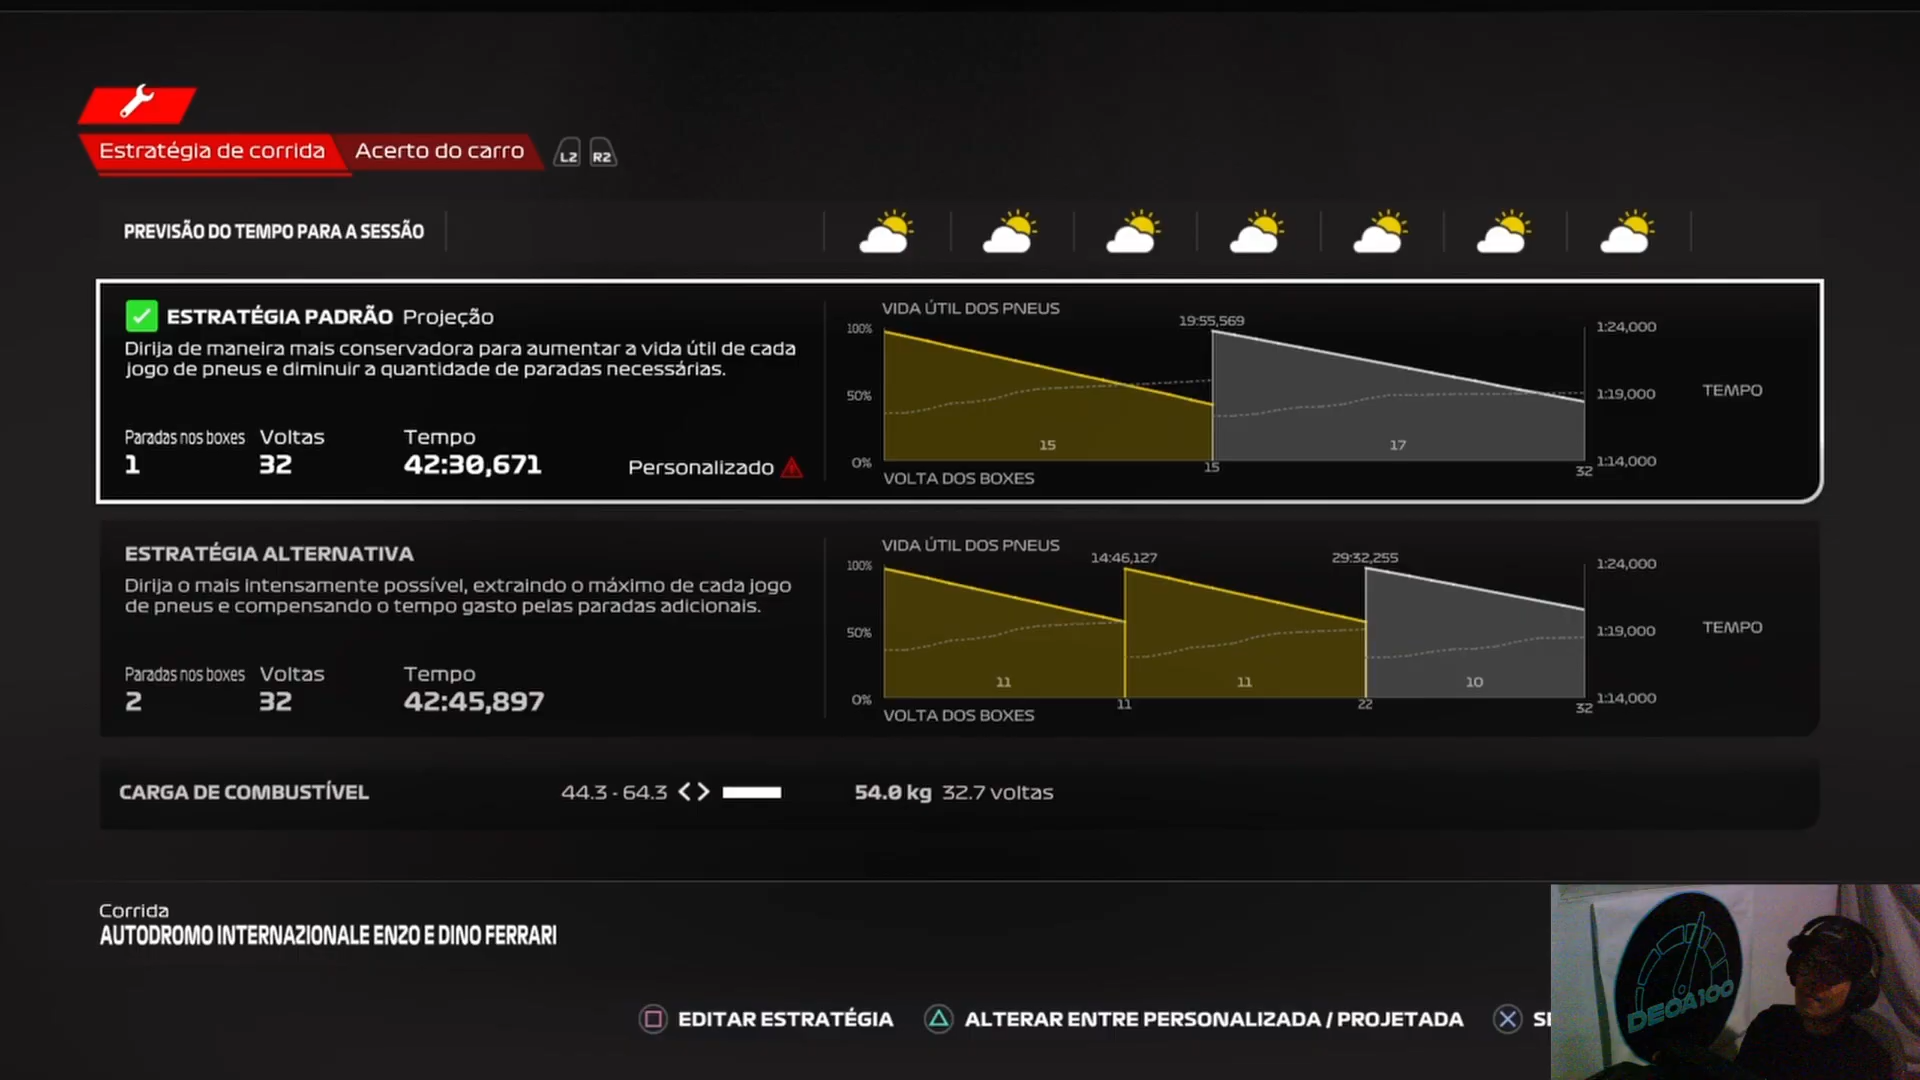 Estratégia de corrida
Acerto do carro
L2 R2
PREVISÃO DO TEMPO PARA A SESSÃO
ESTRATÉGIA PADRÃO Projeção
Dirija de maneira mais conservadora para aumentar a vida útil de cada
jogo de pneus e diminuir a quantidade de paradas necessárias.
Paradas nos boxes Voltas Tempo
1 32 42:30,671
Personalizado
VIDA ÚTIL DOS PNEUS
19:55,569
100%
50%
0%
15 17
15 32
VOLTA DOS BOXES
1:24,000
1:19,000
1:14,000
TEMPO
ESTRATÉGIA ALTERNATIVA
Dirija o mais intensamente possível, extraindo o máximo de cada jogo
de pneus e compensando o tempo gasto pelas paradas adicionais.
Paradas nos boxes Voltas Tempo
2 32 42:45,897
VIDA ÚTIL DOS PNEUS
14:46,127 29:32,255
100%
50%
0%
11 11 10
11 22 32
VOLTA DOS BOXES
1:24,000
1:19,000
1:14,000
TEMPO
CARGA DE COMBUSTÍVEL 44.3 - 64.3 54.0 kg 32.7 voltas
Corrida
AUTODROMO INTERNAZIONALE ENZO E DINO FERRARI
EDITAR ESTRATÉGIA ALTERAR ENTRE PERSONALIZADA / PROJETADA
DEOA100